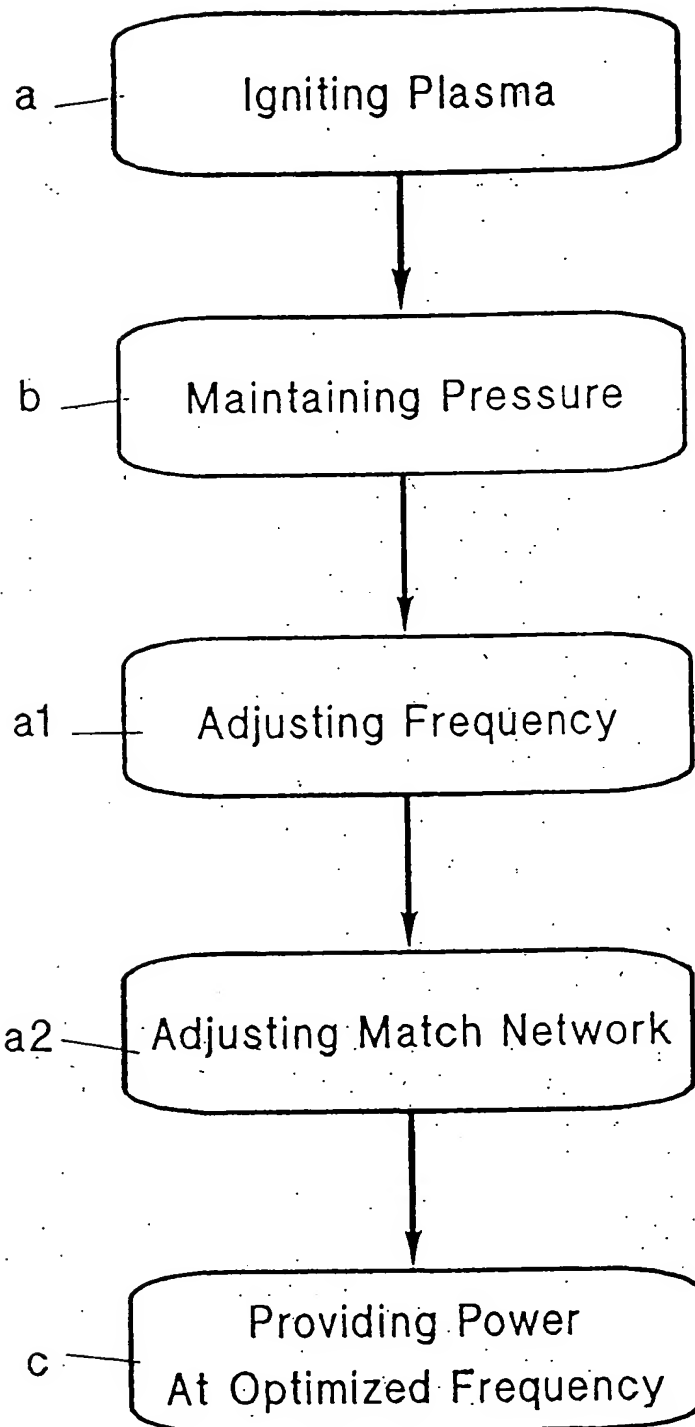 a
Igniting Plasma
b
Maintaining Pressure
a1
Adjusting Frequency
a2
Adjusting Match Network
c
Providing Power
At Optimized Frequency